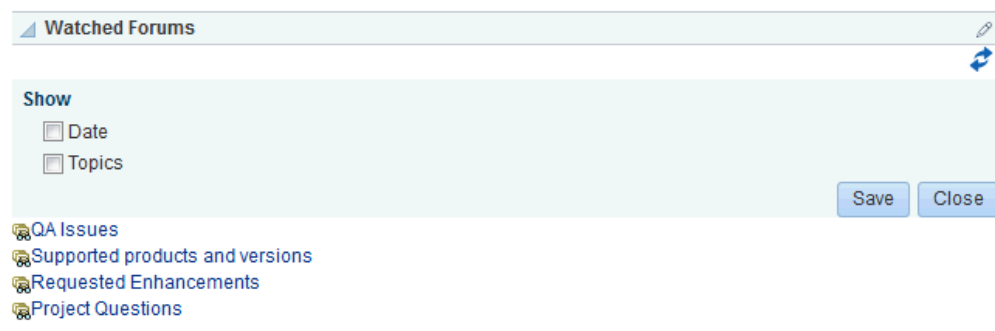 Watched Forums
Show
Date
Topics
Save Close
QA Issues
Supported products and versions
Requested Enhancements
Project Questions